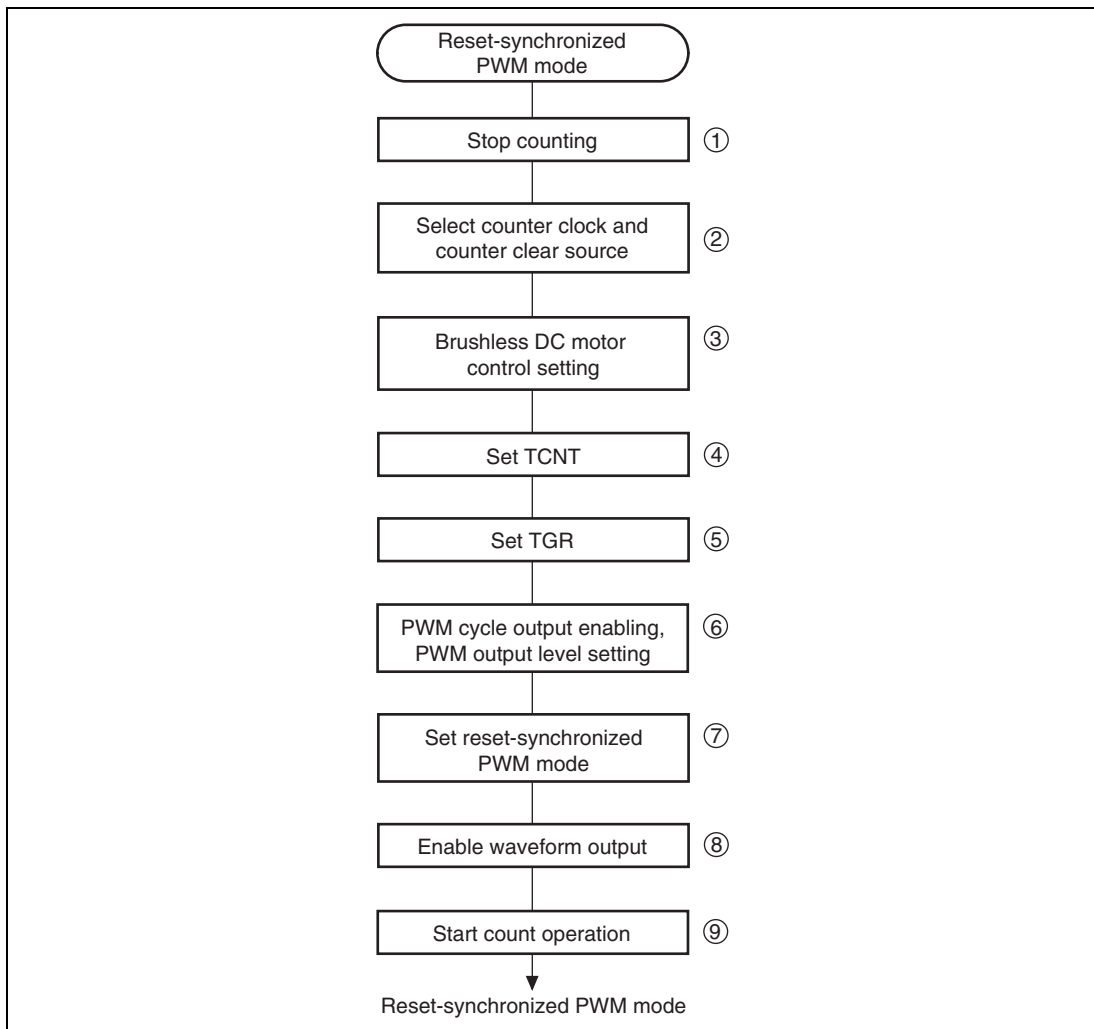 Reset-synchronized
PWM mode
Stop counting ①
Select counter clock and
counter clear source ②
Brushless DC motor
control setting ③
Set TCNT ④
Set TGR ⑤
PWM cycle output enabling,
PWM output level setting ⑥
Set reset-synchronized
PWM mode ⑦
Enable waveform output ⑧
Start count operation ⑨
Reset-synchronized PWM mode